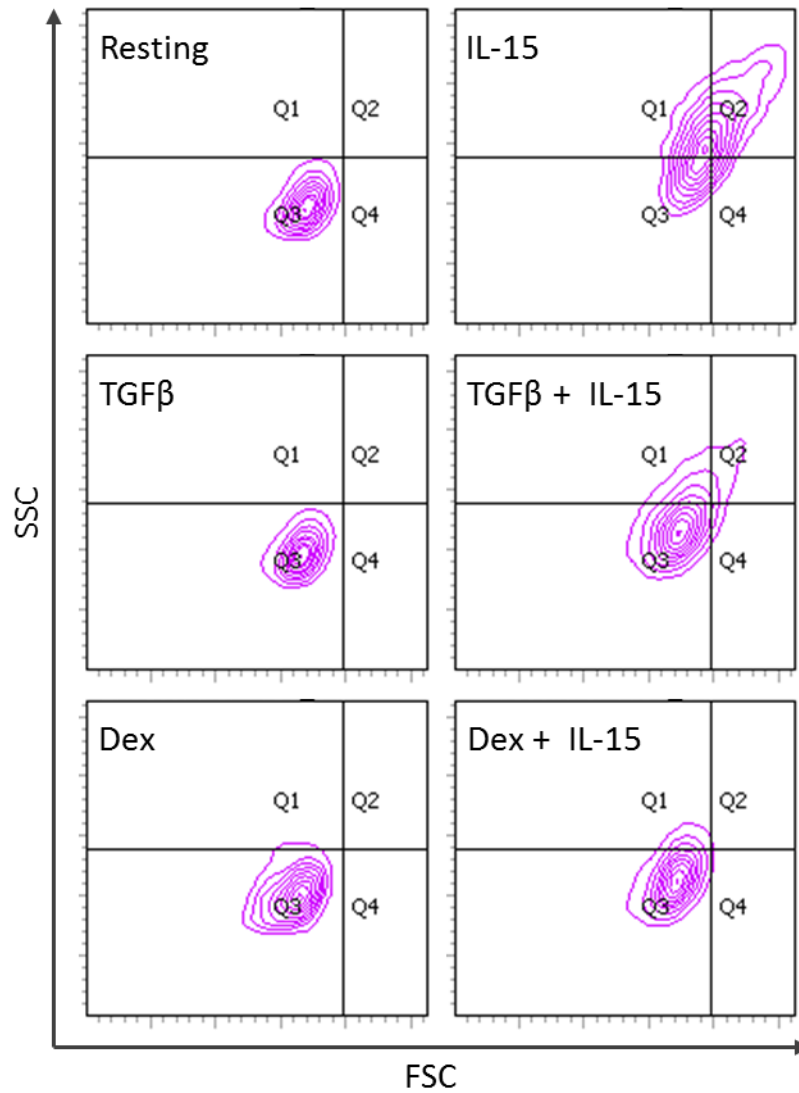 Resting
Q1 Q2
Q3 Q4
IL-15
Q1 Q2
Q3 Q4
TGFβ
Q1 Q2
Q3 Q4
TGFβ + IL-15
Q1 Q2
Q3 Q4
Dex
Q1 Q2
Q3 Q4
Dex + IL-15
Q1 Q2
Q3 Q4
SSC
FSC